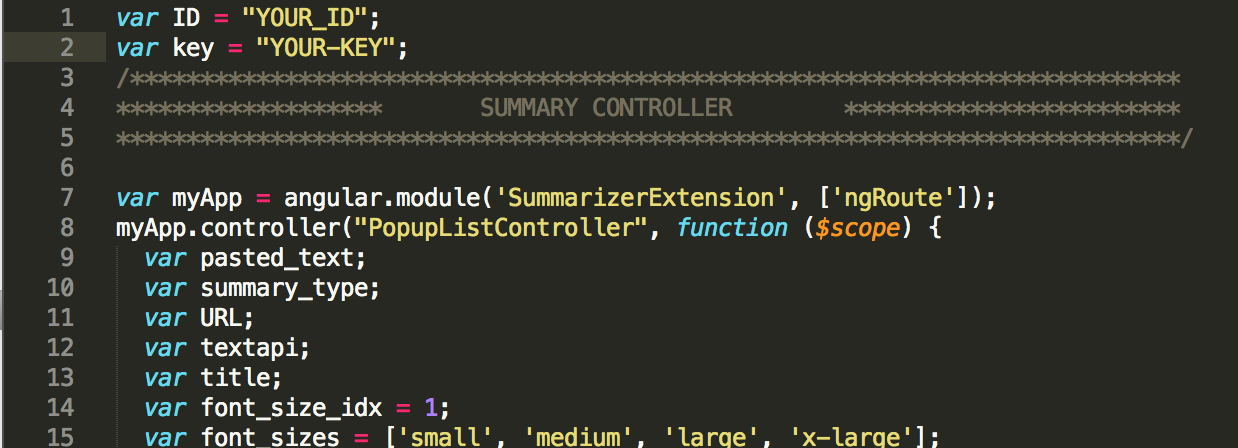 1 var ID = "YOUR_ID";
2 var key = "YOUR-KEY";
3 /***************************************************************************
4 *******************       SUMMARY CONTROLLER        ************************
5 ****************************************************************************/
6
7 var myApp = angular.module('SummarizerExtension', ['ngRoute']);
8 myApp.controller("PopupListController", function ($scope) {
9   var pasted_text;
10   var summary_type;
11   var URL;
12   var textapi;
13   var title;
14   var font_size_idx = 1;
15   var font_sizes = ['small', 'medium', 'large', 'x-large'];